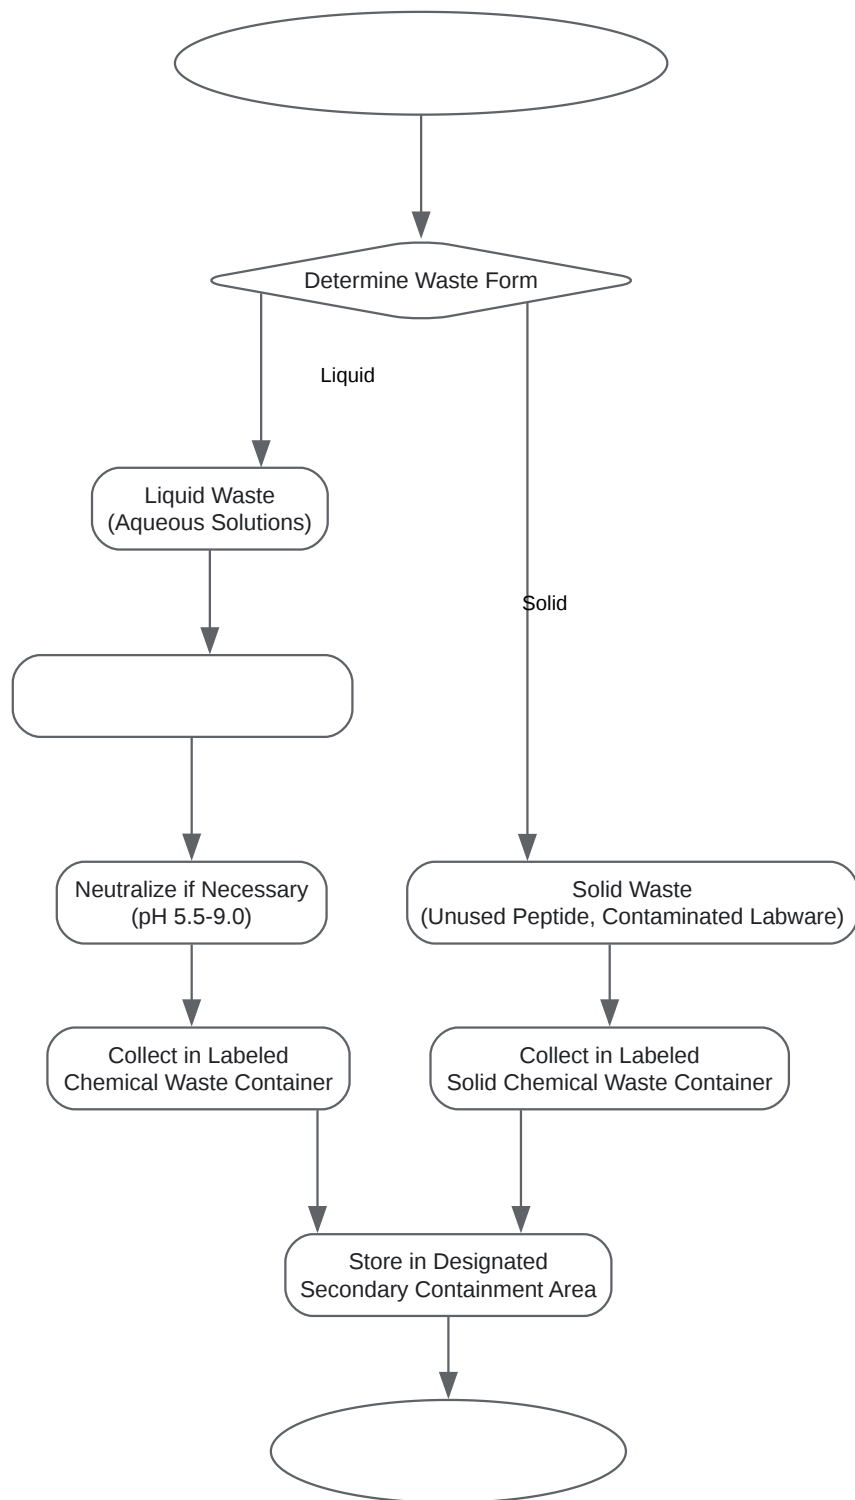 Determine Waste Form
Liquid
Liquid Waste
(Aqueous Solutions)
Solid
Neutralize if Necessary
(pH 5.5-9.0)
Solid Waste
(Unused Peptide, Contaminated Labware)
Collect in Labeled
Chemical Waste Container
Collect in Labeled
Solid Chemical Waste Container
Store in Designated
Secondary Containment Area